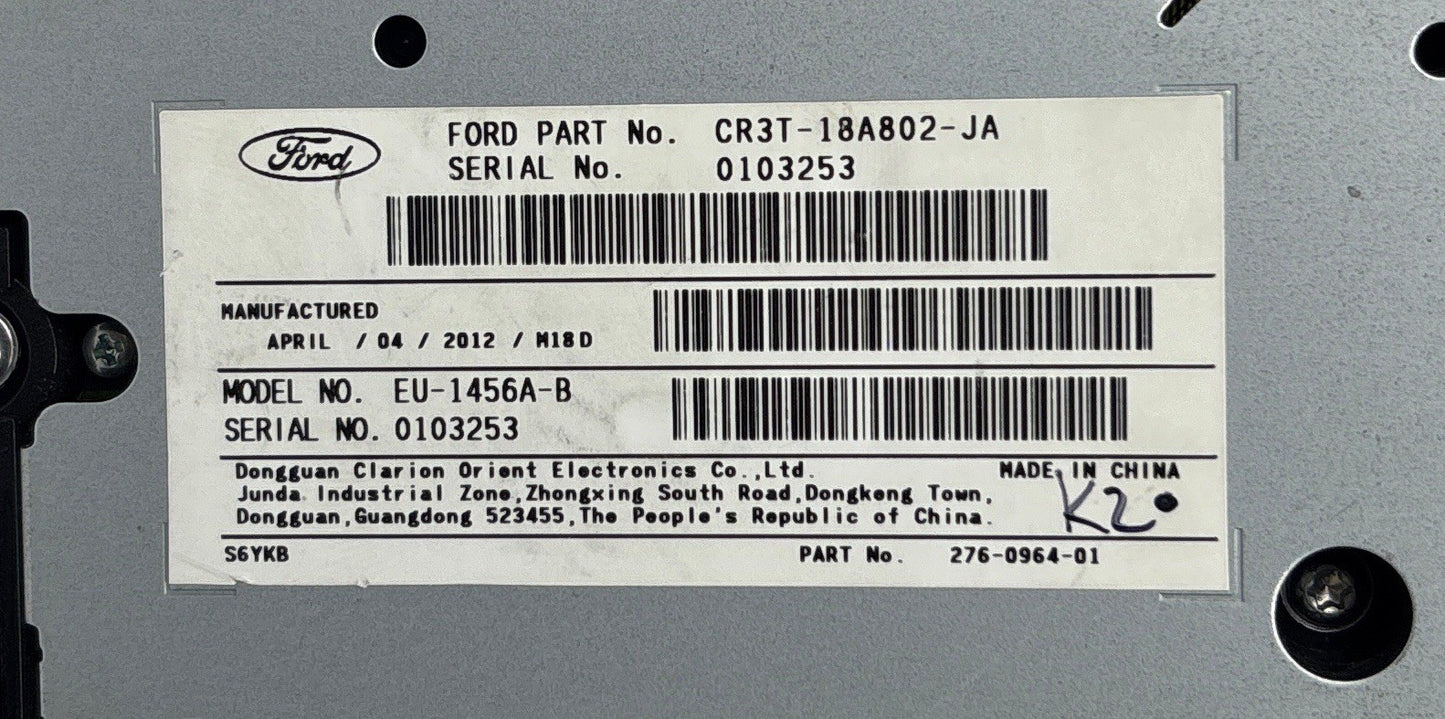 Ford
FORD PART No. CR3T-18A802-JA
SERIAL No. 0103253
MANUFACTURED
APRIL / 04 / 2012 / M18D
MODEL NO. EU-1456A-B
SERIAL NO. 0103253
Dongguan Clarion Orient Electronics Co.,Ltd. MADE IN CHINA
Junda Industrial Zone,Zhongxing South Road,Dongkeng Town,
Dongguan,Guangdong 523455,The People's Republic of China.
K2
S6YKB PART No. 276-0964-01